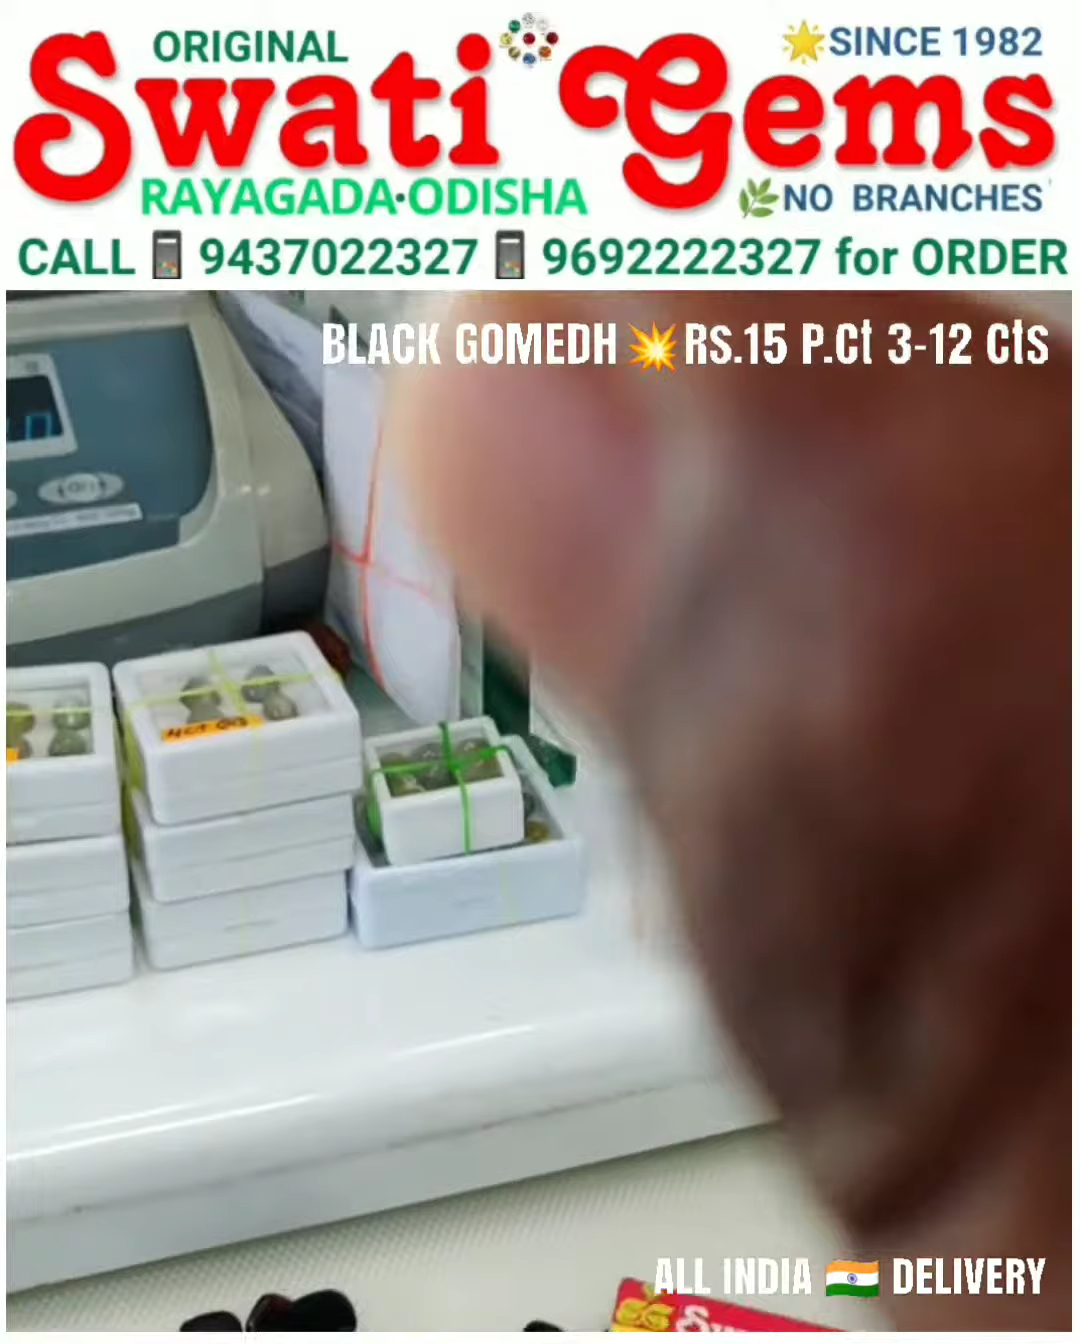 ORIGINAL
🌟SINCE 1982
Swati Gems
RAYAGADA·ODISHA
🌿NO BRANCHES
CALL 📱 9437022327 📱 9692222327 for ORDER
BLACK GOMEDH 💥RS.15 P.Ct 3-12 Cts
ALL INDIA 🇮🇳 DELIVERY
SG